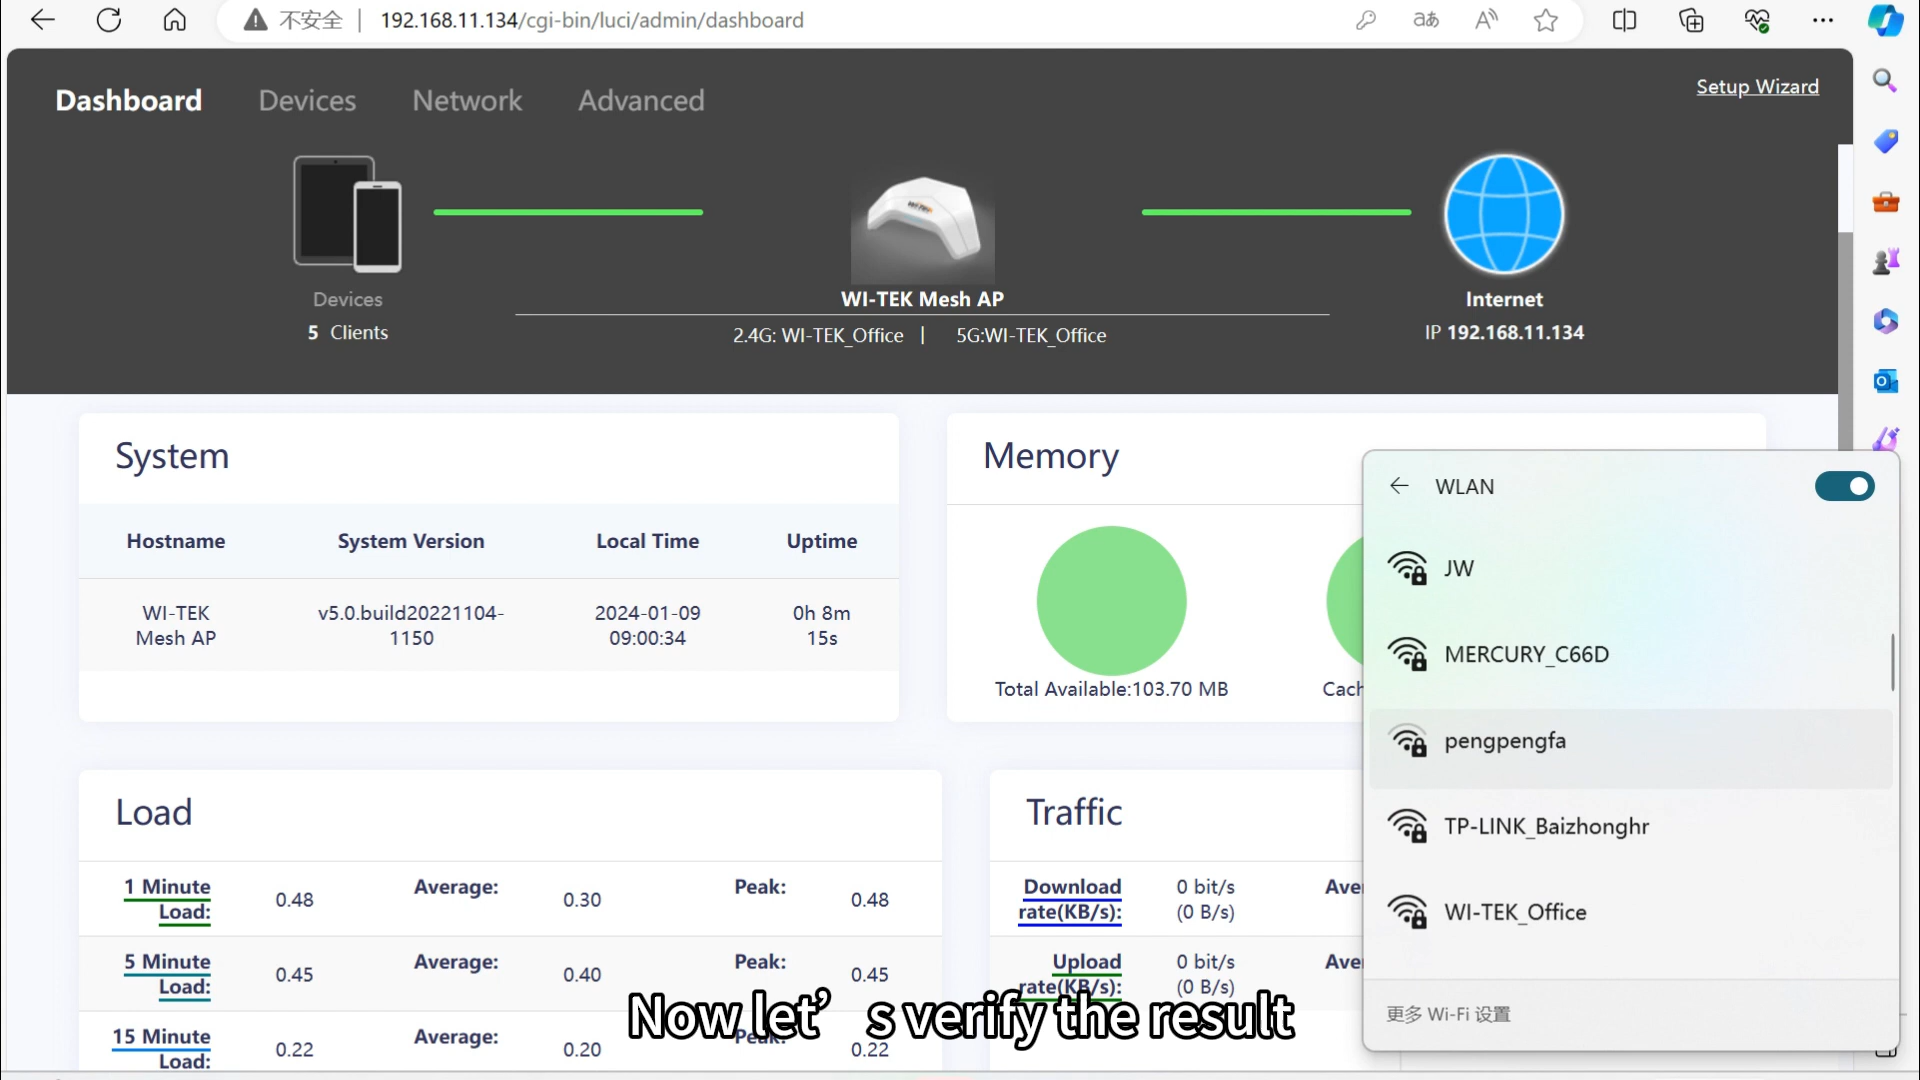 不安全 | 192.168.11.134/cgi-bin/luci/admin/dashboard
Dashboard Devices Network Advanced
Setup Wizard
Devices
5 Clients
WI-TEK Mesh AP
2.4G: WI-TEK_Office | 5G:WI-TEK_Office
Internet
IP 192.168.11.134
System
Hostname System Version Local Time Uptime
WI-TEK Mesh AP v5.0.build20221104-1150 2024-01-09 09:00:34 0h 8m 15s
Memory
Total Available:103.70 MB
Cach
Load
1 Minute Load: 0.48 Average: 0.30 Peak: 0.48
5 Minute Load: 0.45 Average: 0.40 Peak: 0.45
15 Minute Load: 0.22 Average: 0.20 Peak: 0.22
Traffic
Download rate(KB/s): 0 bit/s (0 B/s) Aver
Upload rate(KB/s): 0 bit/s (0 B/s) Aver
WLAN
JW
MERCURY_C66D
pengpengfa
TP-LINK_Baizhonghr
WI-TEK_Office
更多 Wi-Fi 设置
Now let’s verify the result